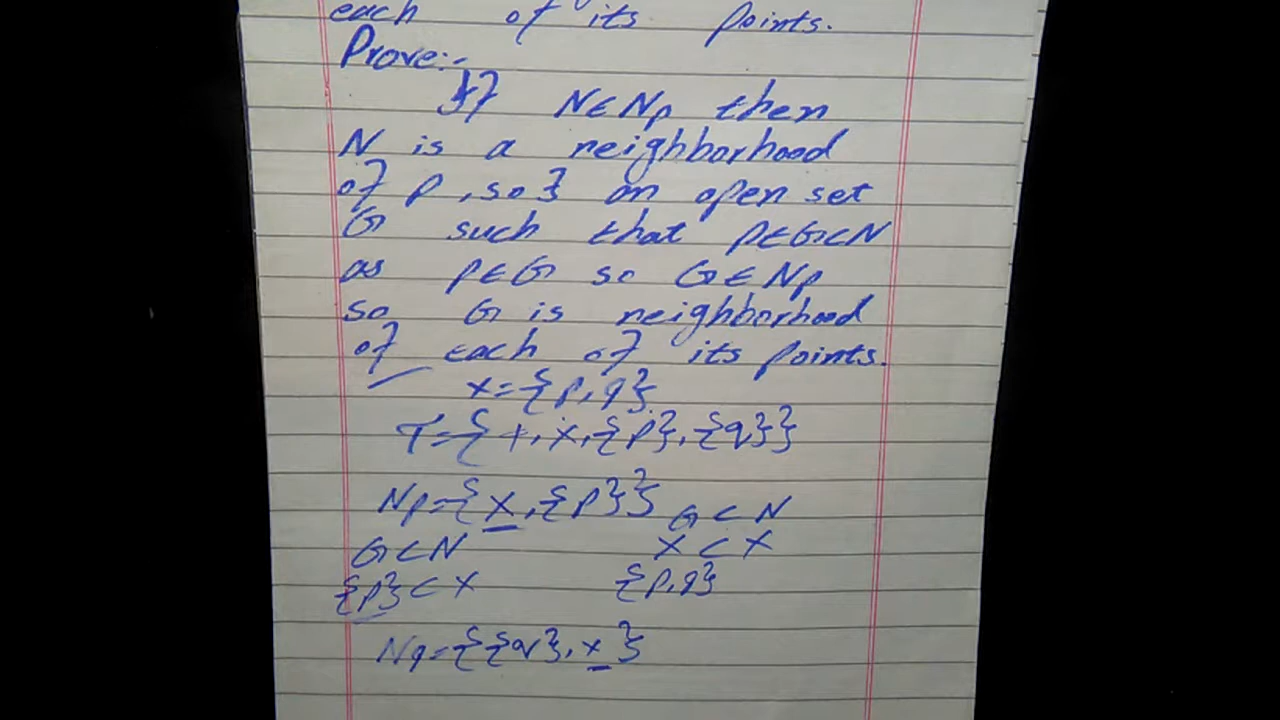 each of its points.
Prove:-
If N∈Np then
N is a neighborhood
of p, so ∃ an open set
G such that p∈G⊂N
as p∈G so G∈Np
so G is neighborhood
of each of its points.
X={p,q}
τ={φ,X,{p},{q}}
Np={X,{p}} G⊂N
G⊂N X⊂X
{p}⊂X {p,q}
Nq={{q},X}